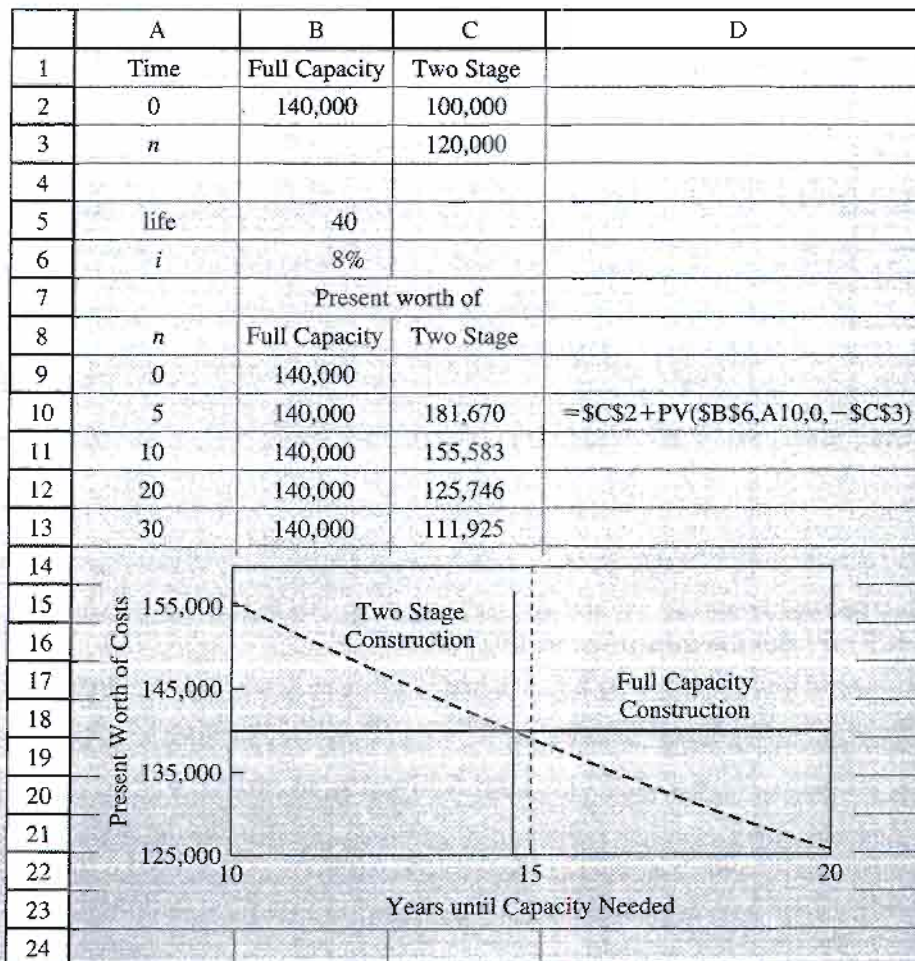 A B C D
1 Time Full Capacity Two Stage
2 0 140,000 100,000
3 n 120,000
4
5 life 40
6 i 8%
7 Present worth of
8 n Full Capacity Two Stage
9 0 140,000
10 5 140,000 181,670 =$C$2+PV($B$6,A10,0,−$C$3)
11 10 140,000 155,583
12 20 140,000 125,746
13 30 140,000 111,925
14
15
16
17
18
19
20
21
22
23
24
Present Worth of Costs
155,000
145,000
135,000
125,000
Two Stage
Construction
Full Capacity
Construction
10 15 20
Years until Capacity Needed